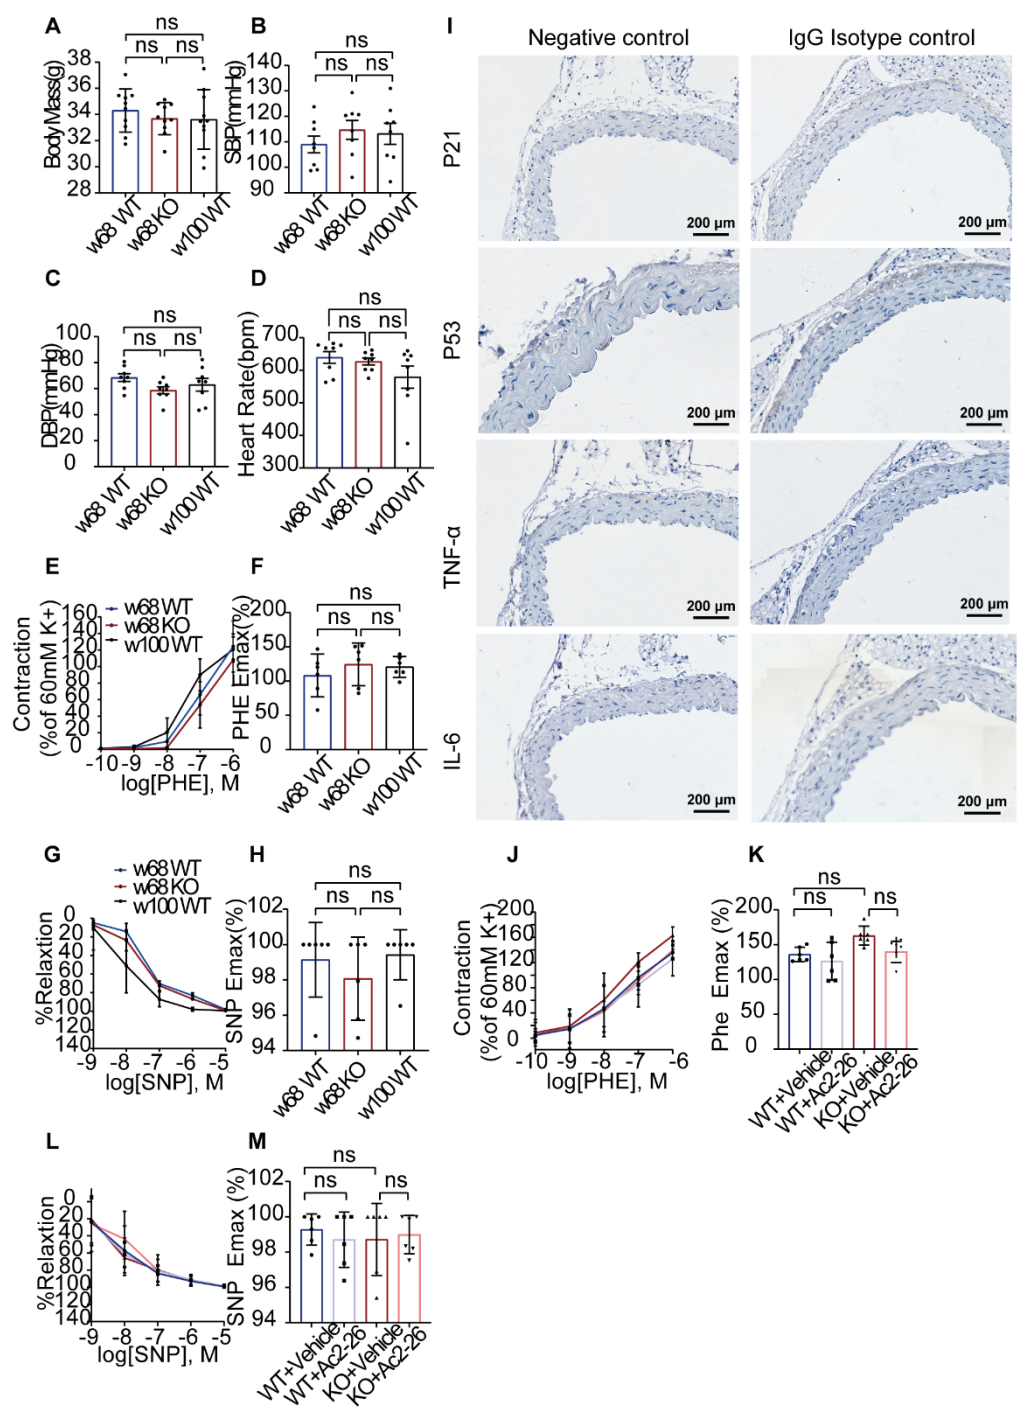 A
ns
ns ns
Body Mass(g)
38
36
34
32
30
28
w68 WT
w68 KO
w100 WT
B
ns
ns ns
SBP(mmHg)
140
130
120
110
100
90
w68 WT
w68 KO
w100 WT
C
ns
ns ns
DBP(mmHg)
100
80
60
40
20
0
w68 WT
w68 KO
w100 WT
D
ns
ns ns
Heart Rate(bpm)
700
600
500
400
300
w68 WT
w68 KO
w100 WT
E
w68 WT
w68 KO
w100 WT
Contraction
(%of 60mM K+)
160
140
120
100
80
60
40
20
0
-10 -9 -8 -7 -6
log[PHE], M
F
ns
ns ns
PHE Emax(%)
200
150
100
50
0
w68 WT
w68 KO
w100 WT
G
w68 WT
w68 KO
w100 WT
%Relaxtion
0
20
40
60
80
100
120
140
-9 -8 -7 -6 -5
log[SNP], M
H
ns
ns ns
SNP Emax(%)
102
100
98
96
94
w68 WT
w68 KO
w100 WT
I
Negative control IgG Isotype control
P21
200 μm 200 μm
P53
200 μm 200 μm
TNF-α
200 μm 200 μm
IL-6
200 μm 200 μm
J
Contraction
(%of 60mM K+)
200
160
120
80
40
0
-10 -9 -8 -7 -6
log[PHE], M
K
ns
ns ns
Phe Emax (%)
200
150
100
50
0
WT+Vehicle
WT+Ac2-26
KO+Vehicle
KO+Ac2-26
L
%Relaxtion
0
20
40
60
80
100
120
140
-9 -8 -7 -6 -5
log[SNP], M
M
ns
ns ns
SNP Emax (%)
102
100
98
96
94
WT+Vehicle
WT+Ac2-26
KO+Vehicle
KO+Ac2-26